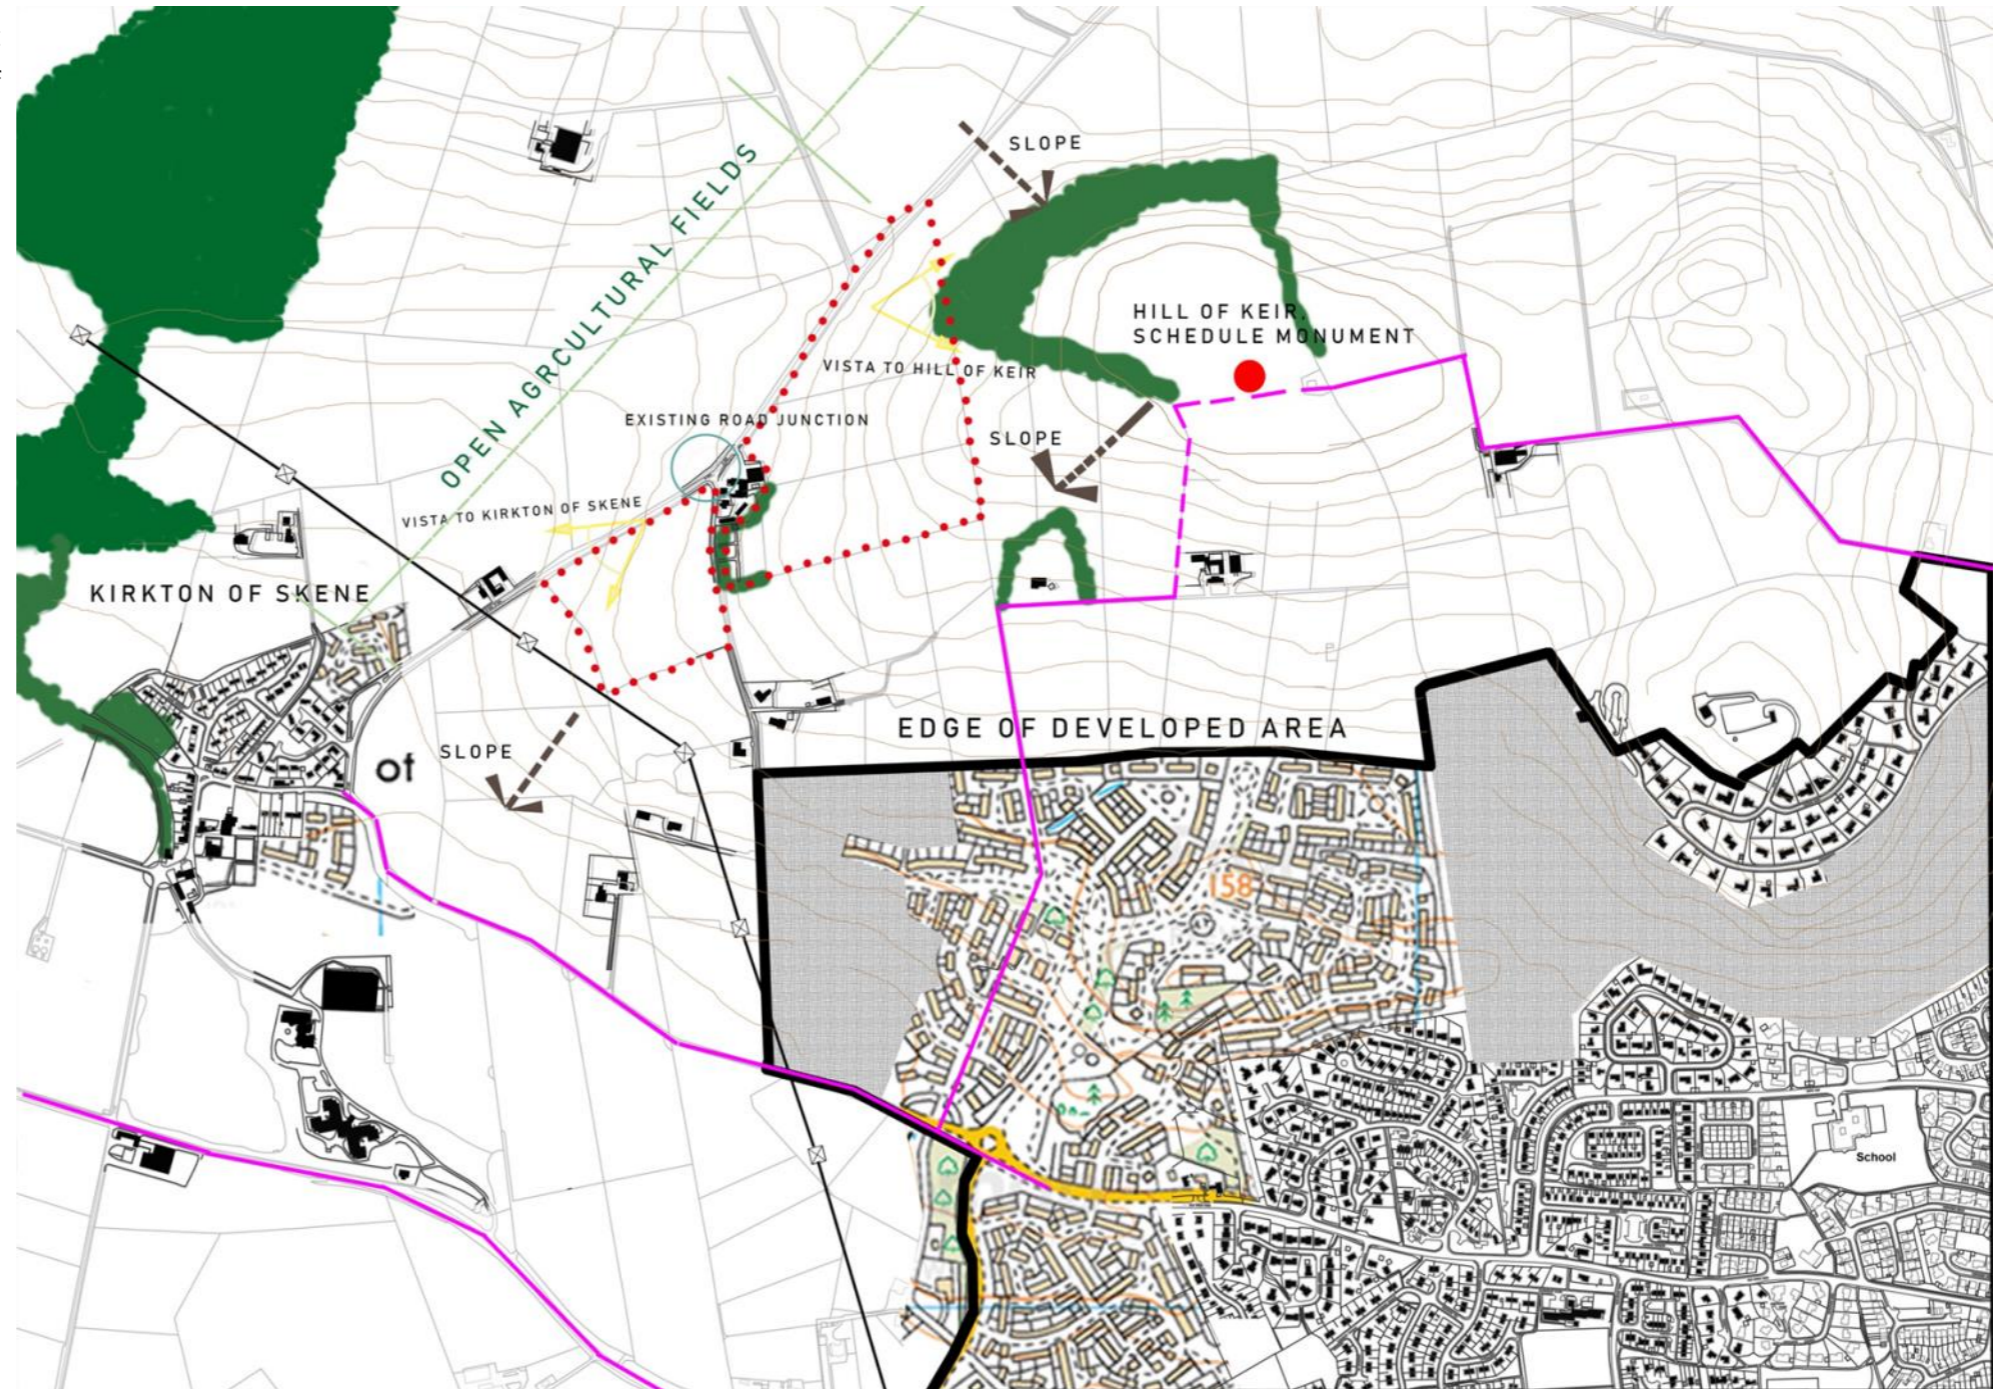 SLOPE
OPEN AGRCULTURAL FIELDS
HILL OF KEIR,
SCHEDULE MONUMENT
VISTA TO HILL OF KEIR
EXISTING ROAD JUNCTION
SLOPE
VISTA TO KIRKTON OF SKENE
KIRKTON OF SKENE
EDGE OF DEVELOPED AREA
SLOPE
of
158
School